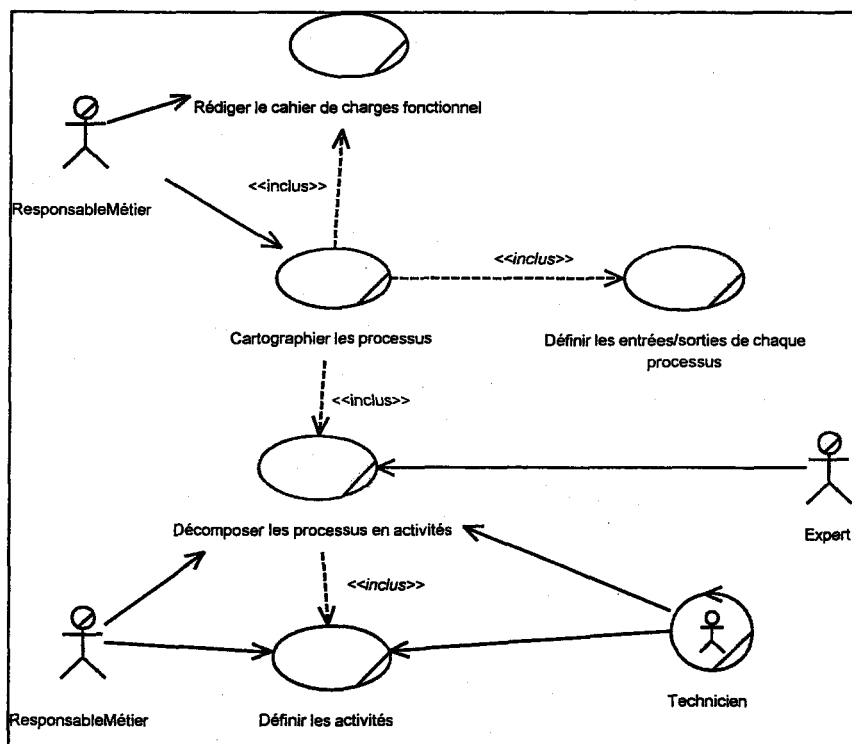 Rédiger le cahier de charges fonctionnel
<<inclus>>
ResponsableMétier
<<inclus>>
Cartographier les processus
Définir les entrées/sorties de chaque
processus
<<inclus>>
Décomposer les processus en activités
Expert
<<inclus>>
ResponsableMétier
Définir les activités
Technicien